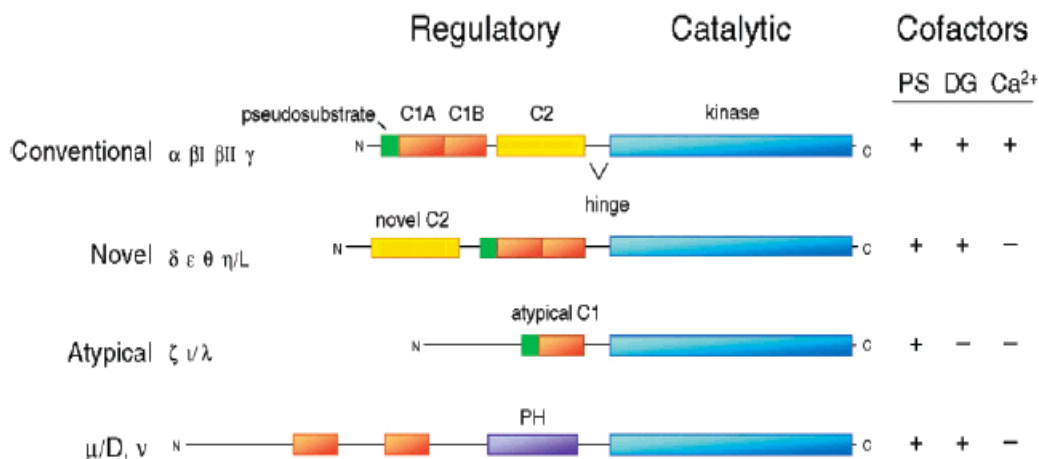 Regulatory Catalytic Cofactors
PS DG Ca²⁺
pseudosubstrate C1A C1B C2 kinase
Conventional α βI βII γ N C + + +
hinge
novel C2
Novel δ ε θ η/L N C + + −
atypical C1
Atypical ζ ι/λ N C + − −
PH
μ/D, ν N C + + −